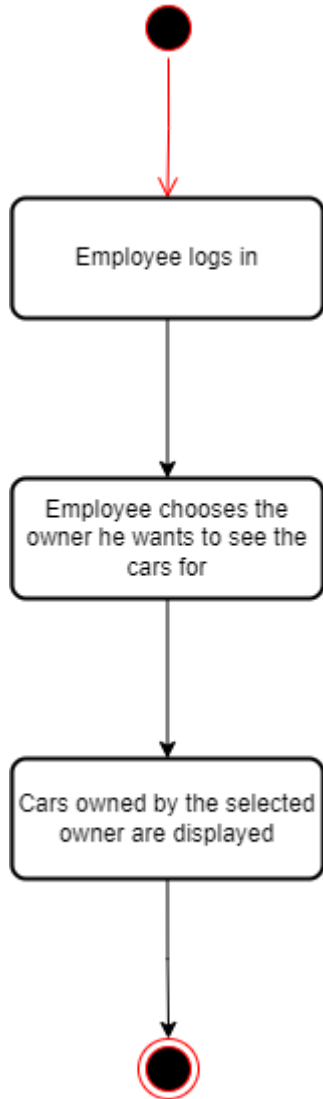 Employee logs in
Employee chooses the
owner he wants to see the
cars for
Cars owned by the selected
owner are displayed